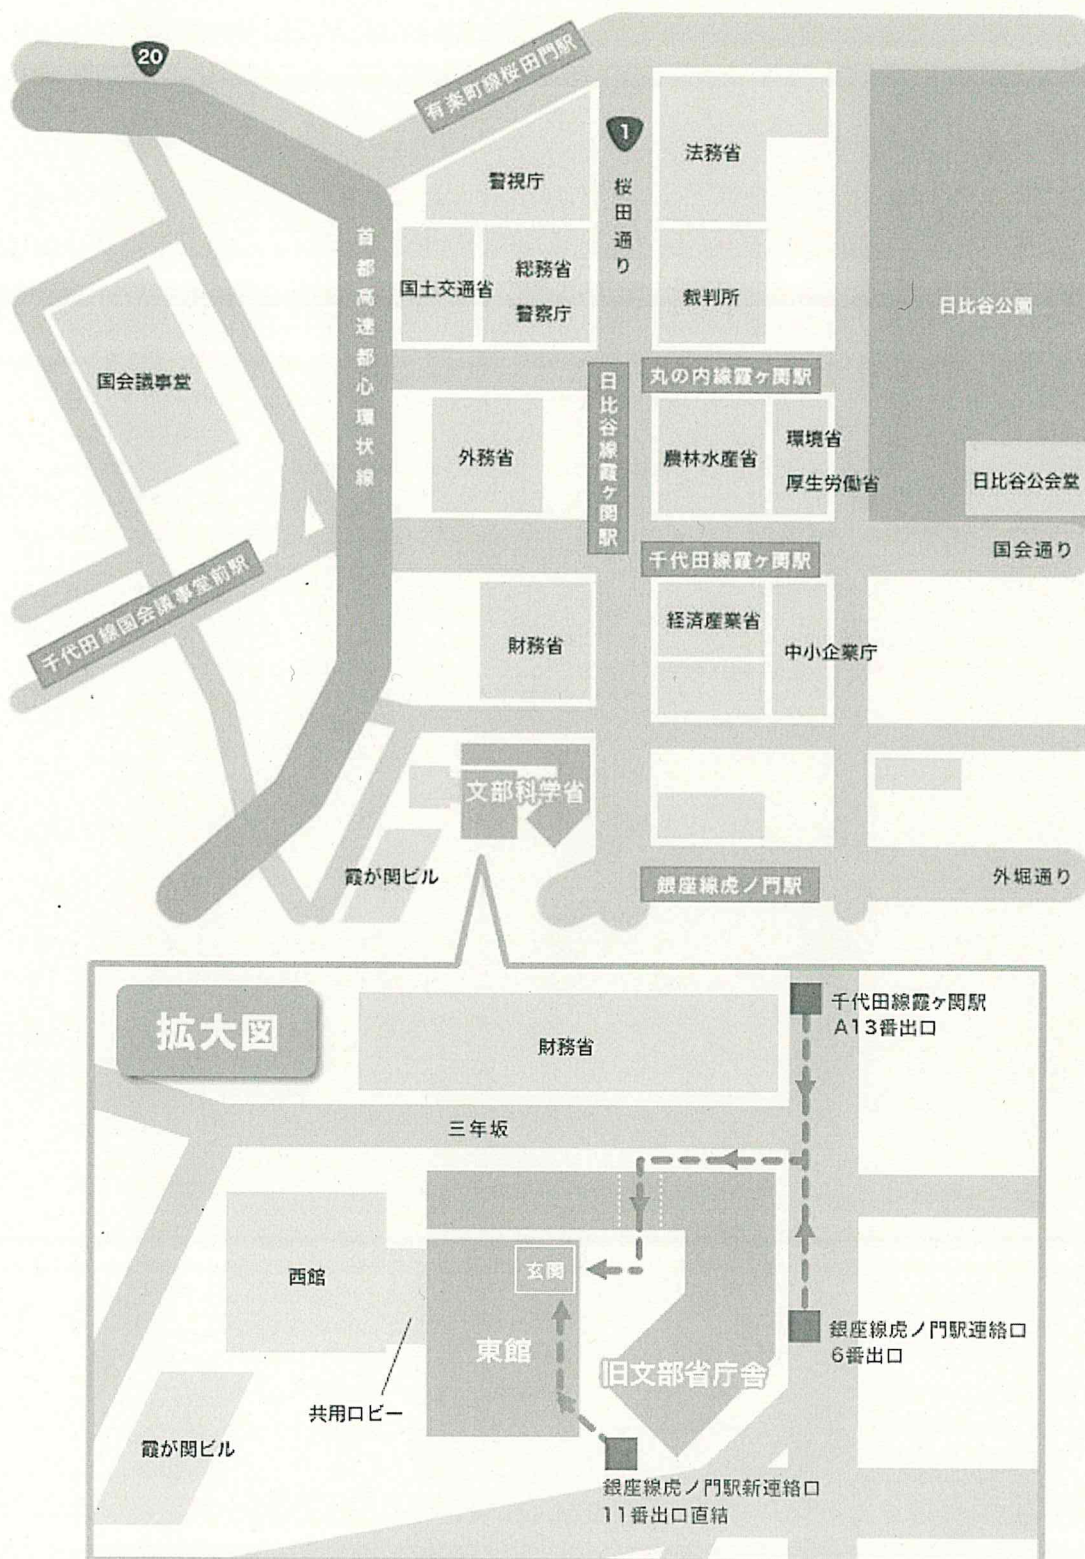 20
有楽町線桜田門駅
1
桜田通り
法務省
警視庁
首都高速都心環状線
国土交通省
総務省
警察庁
裁判所
日比谷公園
国会議事堂
日比谷線霞ヶ関駅
丸の内線霞ヶ関駅
外務省
農林水産省
環境省
厚生労働省
日比谷公会堂
千代田線霞ヶ関駅
国会通り
千代田線国会議事堂前駅
財務省
経済産業省
中小企業庁
文部科学省
霞が関ビル
銀座線虎ノ門駅
外堀通り
拡大図
財務省
千代田線霞ヶ関駅
A13番出口
三年坂
西館
玄関
東館
旧文部省庁舎
銀座線虎ノ門駅連絡口
6番出口
共用ロビー
霞が関ビル
銀座線虎ノ門駅新連絡口
11番出口直結